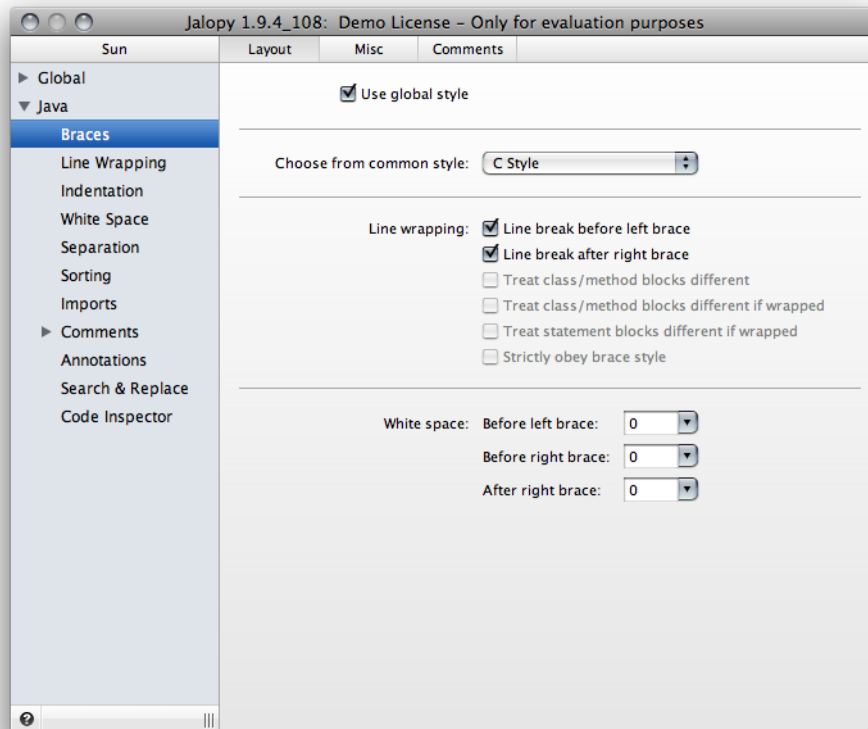 Jalopy 1.9.4_108:  Demo License – Only for evaluation purposes
Sun
Layout Misc Comments
Global
Java
Braces
Line Wrapping
Indentation
White Space
Separation
Sorting
Imports
Comments
Annotations
Search & Replace
Code Inspector
Use global style
Choose from common style: C Style
Line wrapping: Line break before left brace
Line break after right brace
Treat class/method blocks different
Treat class/method blocks different if wrapped
Treat statement blocks different if wrapped
Strictly obey brace style
White space: Before left brace: 0
Before right brace: 0
After right brace: 0
?